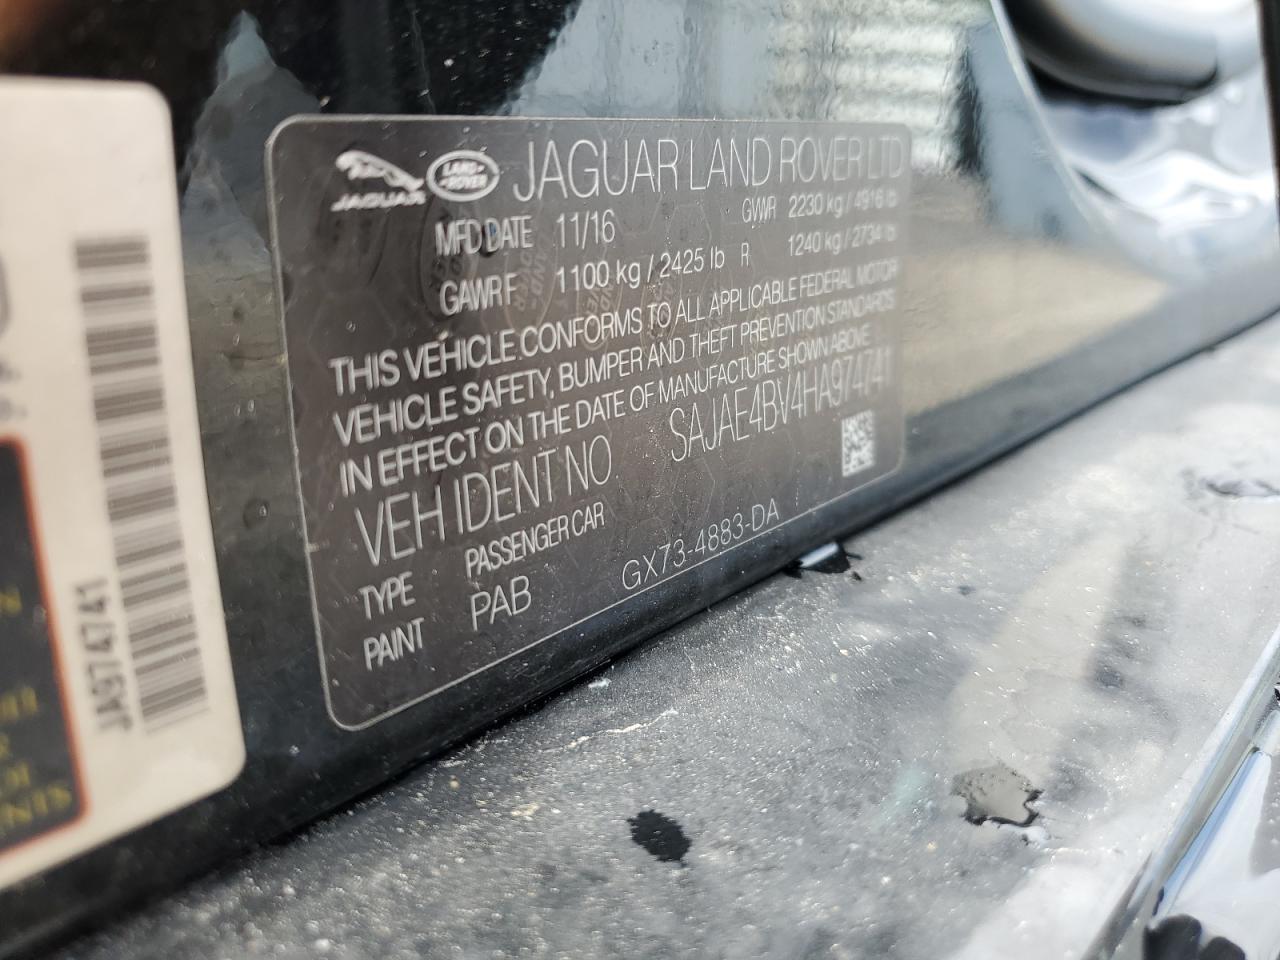 JAGUAR
LAND-
-ROVER
JAGUAR LAND ROVER LTD
MFD DATE 11/16 GVWR 2230 kg / 4916 lb
GAWR F 1100 kg / 2425 lb R 1240 kg / 2734 lb
THIS VEHICLE CONFORMS TO ALL APPLICABLE FEDERAL MOTOR
VEHICLE SAFETY, BUMPER AND THEFT PREVENTION STANDARDS
IN EFFECT ON THE DATE OF MANUFACTURE SHOWN ABOVE
VEH IDENT NO SAJAE4BV4HA974741
TYPE PASSENGER CAR
PAINT PAB GX73-4883-DA
JA974741